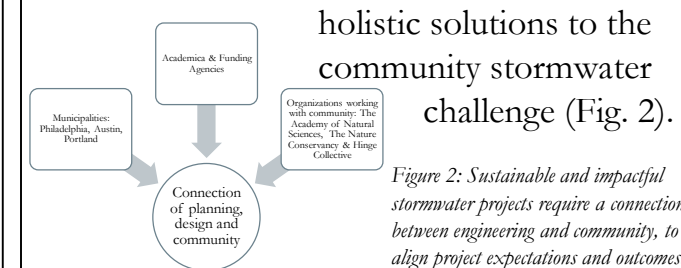 holistic solutions to the
community stormwater
challenge (Fig. 2).
Academica & Funding
Agencies
Municipalities:
Philadelphia, Austin,
Portland
Organizations working
with community: The
Academy of Natural
Sciences, The Nature
Conservancy & Hinge
Collective
Connection
of planning,
design and
community
Figure 2: Sustainable and impactful
stormwater projects require a connection
between engineering and community, to
align project expectations and outcomes